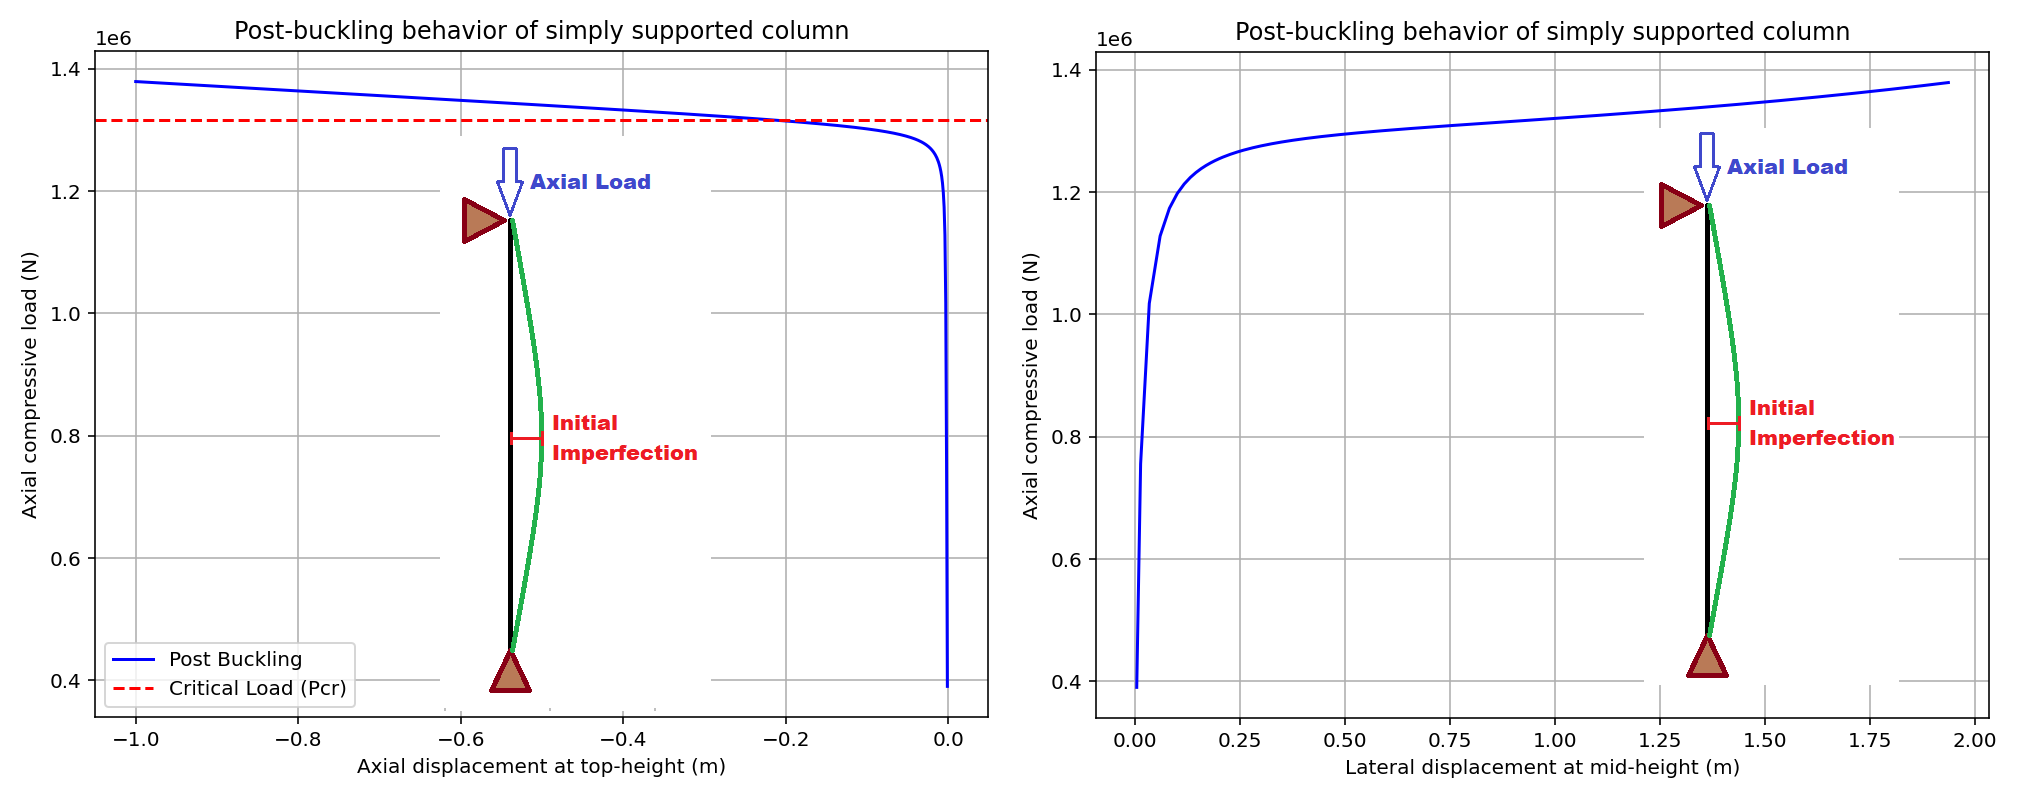 Post-buckling behavior of simply supported column
1e6
1.4
1.2
1.0
0.8
0.6
0.4
Axial compressive load (N)
Axial Load
Initial
Imperfection
Post Buckling
Critical Load (Pcr)
−1.0 −0.8 −0.6 −0.4 −0.2 0.0
Axial displacement at top-height (m)
Post-buckling behavior of simply supported column
1e6
1.4
1.2
1.0
0.8
0.6
0.4
Axial compressive load (N)
Axial Load
Initial
Imperfection
0.00 0.25 0.50 0.75 1.00 1.25 1.50 1.75 2.00
Lateral displacement at mid-height (m)